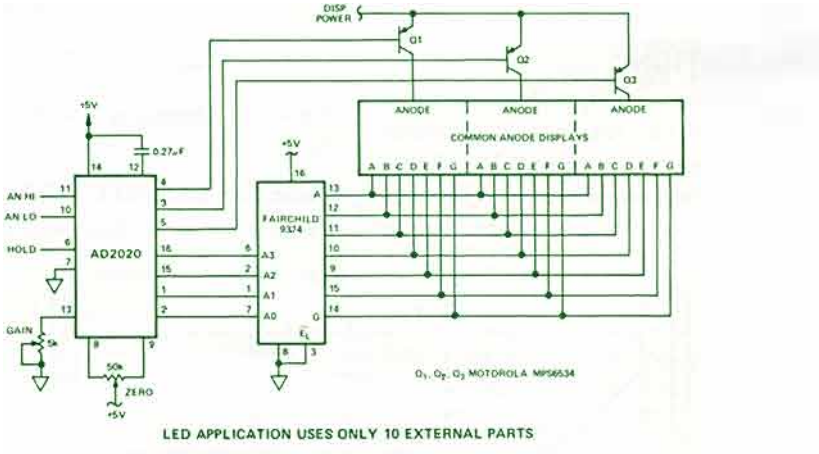 DISP
POWER
Q1
Q2
Q3
ANODE ANODE ANODE
COMMON ANODE DISPLAYS
A B C D E F G A B C D E F G A B C D E F G
+5V
0.27µF
14 12
AN HI 11
AN LO 10
HOLD 6
7
13
GAIN
5k
AD2020
4
3
5
16
15
1
2
8 9
50k
ZERO
+5V
+5V
16
FAIRCHILD
9374
6 A3
2 A2
1 A1
7 A0
A 13
12
11
10
9
15
G 14
EL
8 3
Q1, Q2, Q3 MOTOROLA MPS6534
LED APPLICATION USES ONLY 10 EXTERNAL PARTS